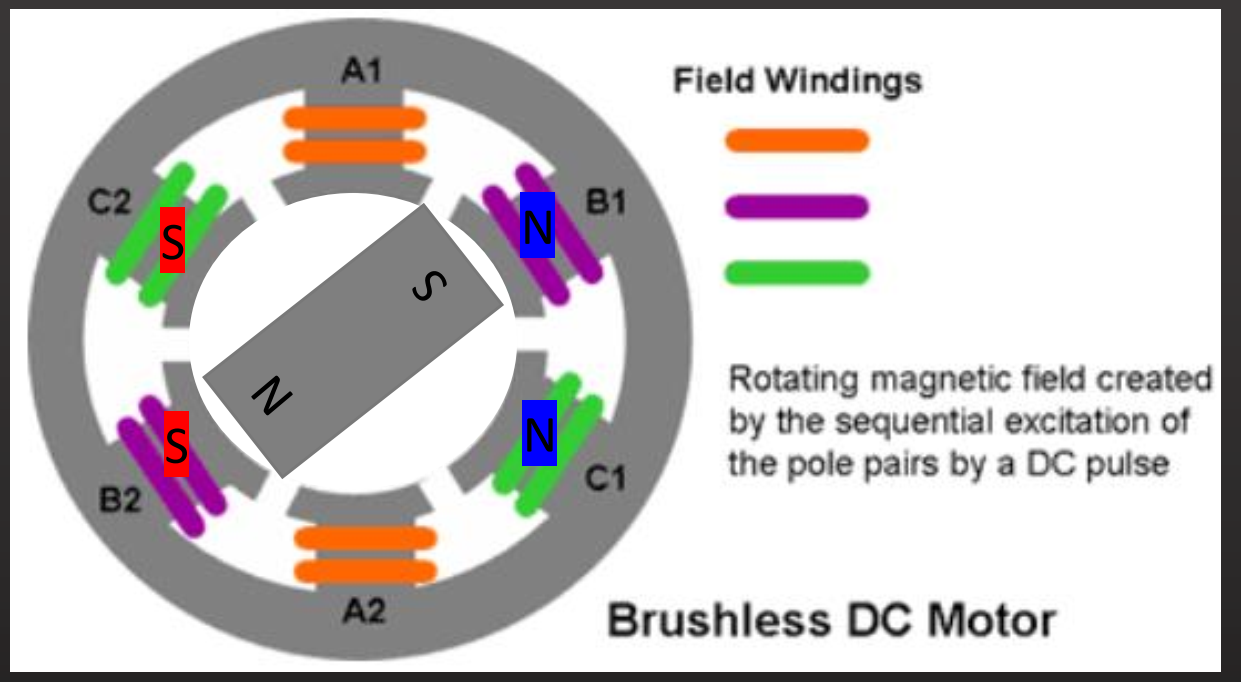 A1
Field Windings
C2
S
N
B1
S
N
S
N
B2
C1
A2
Rotating magnetic field created
by the sequential excitation of
the pole pairs by a DC pulse
Brushless DC Motor